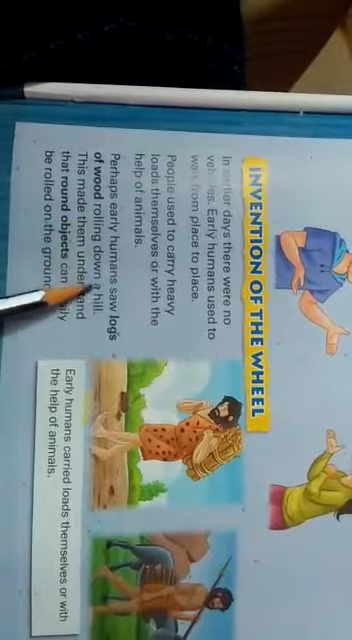 INVENTION OF THE WHEEL
In earlier days there were no
vehicles. Early humans used to
walk from place to place.
People used to carry heavy
loads themselves or with the
help of animals.
Perhaps early humans saw logs
of wood rolling down a hill.
This made them understand
that round objects can easily
be rolled on the ground.
Early humans carried loads themselves or with
the help of animals.